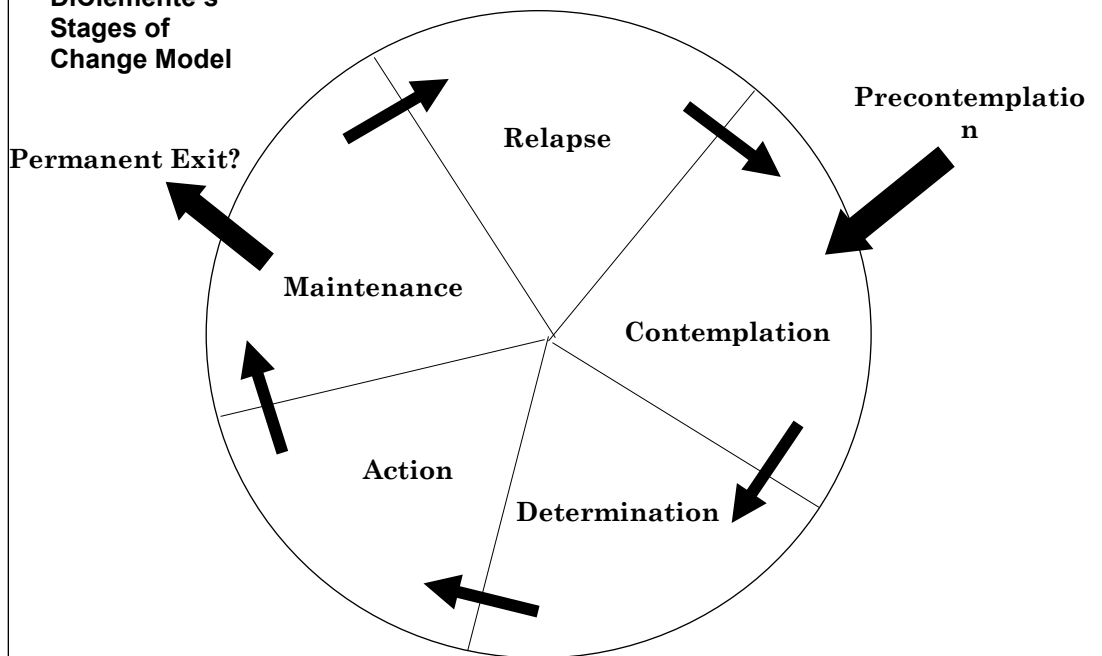 Stages of
Change Model
Precontemplatio
n
Relapse
Permanent Exit?
Maintenance
Contemplation
Action
Determination